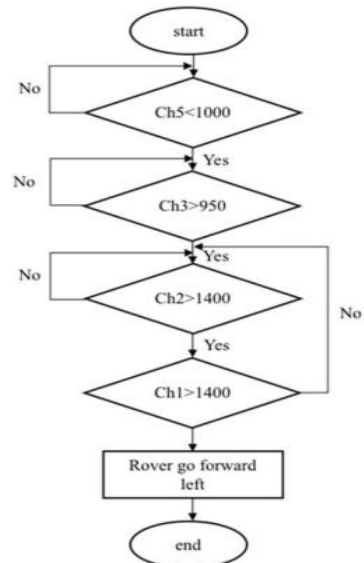 start
No
Ch5<1000
Yes
No
Ch3>950
Yes
No
Ch2>1400
No
Yes
Ch1>1400
Rover go forward
left
end